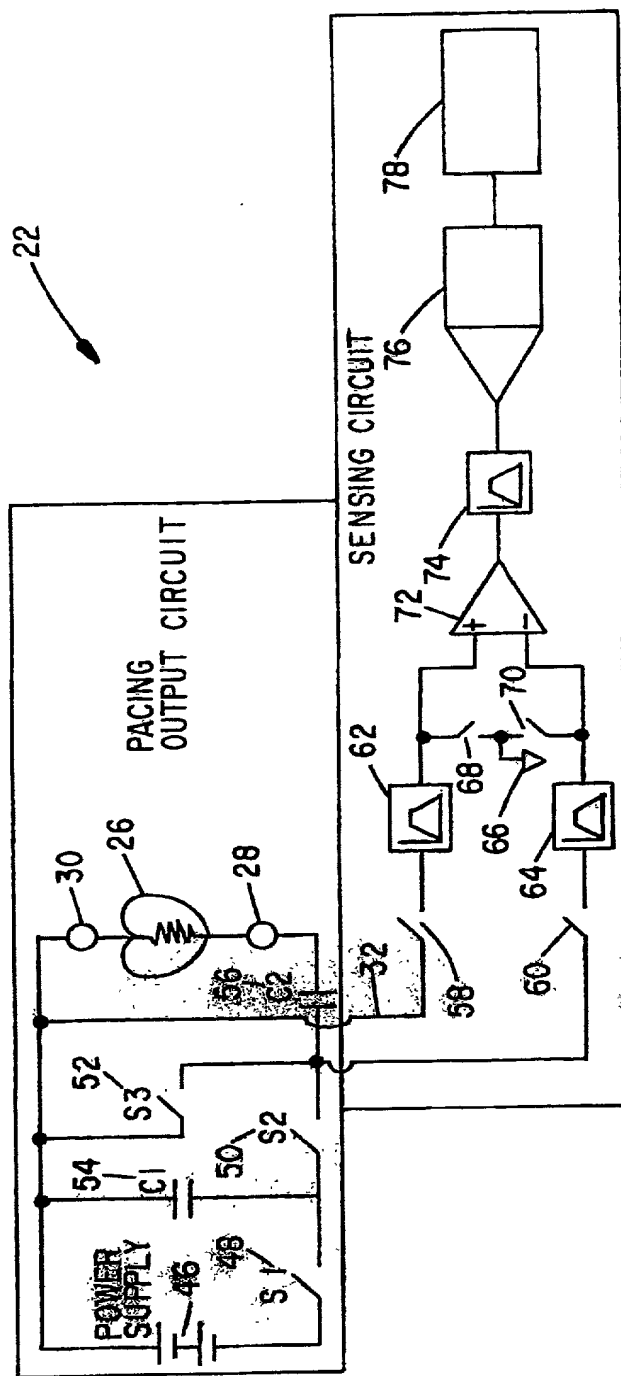 22
PACING
OUTPUT CIRCUIT
30
26
28
52
S3
54
C1
50
S2
POWER
SUPPLY
46
48
S1
56
C2
32
58
60
SENSING CIRCUIT
62
64
66
68
70
72
+
−
74
76
78